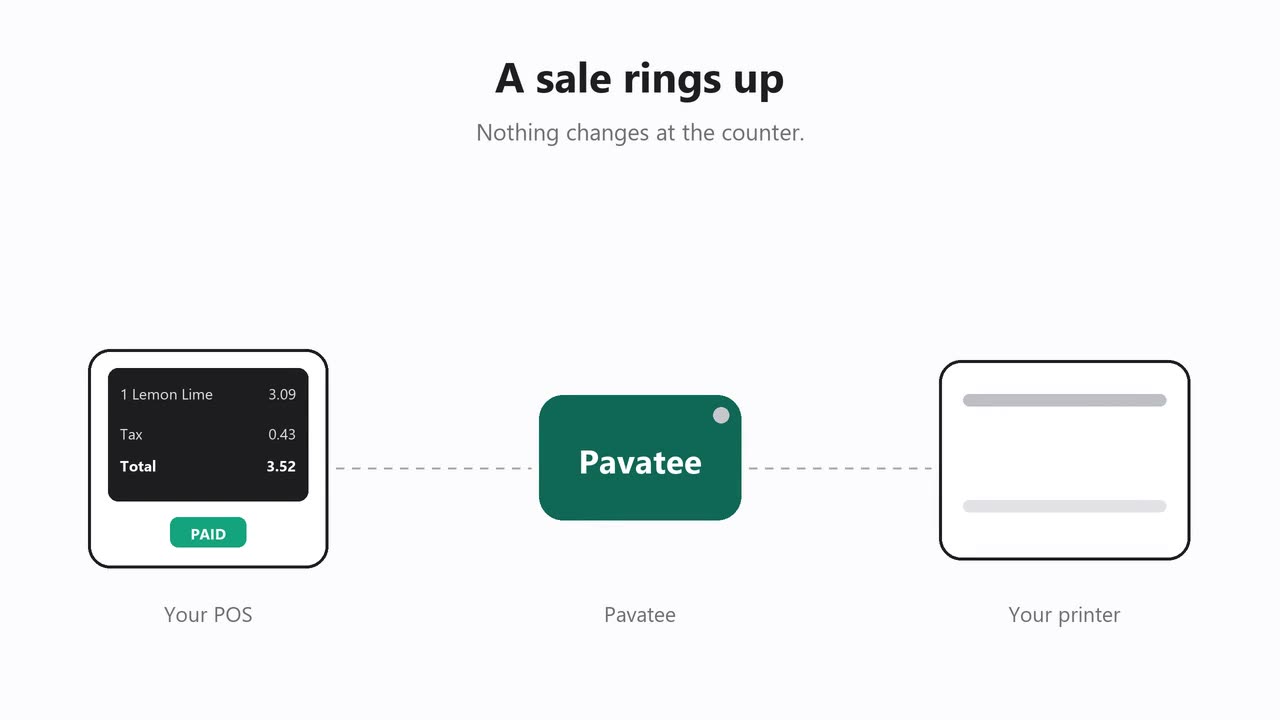 A sale rings up
Nothing changes at the counter.
1 Lemon Lime 3.09
Tax 0.43
Total 3.52
PAID
Pavatee
Your POS
Pavatee
Your printer